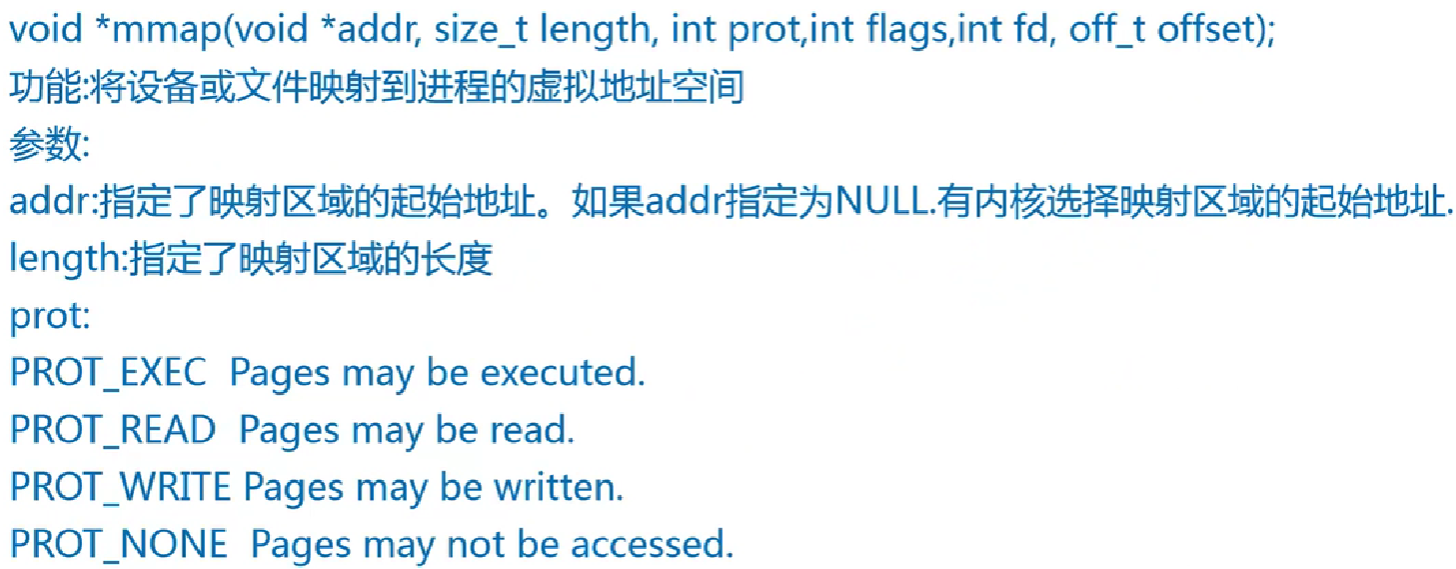 void *mmap(void *addr, size_t length, int prot,int flags,int fd, off_t offset);
功能:将设备或文件映射到进程的虚拟地址空间
参数:
addr:指定了映射区域的起始地址。如果addr指定为NULL.有内核选择映射区域的起始地址.
length:指定了映射区域的长度
prot:
PROT_EXEC  Pages may be executed.
PROT_READ  Pages may be read.
PROT_WRITE Pages may be written.
PROT_NONE  Pages may not be accessed.